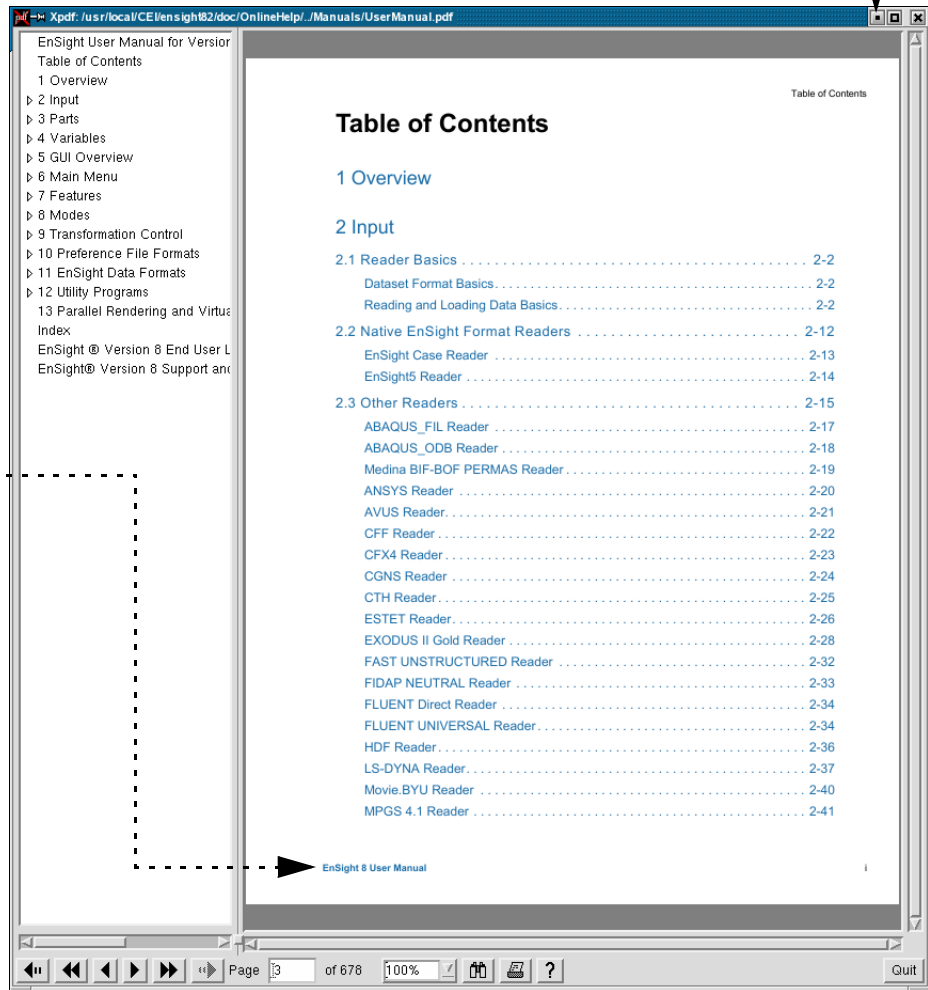 Xpdf: /usr/local/CEI/ensight82/doc/OnlineHelp/../Manuals/UserManual.pdf
EnSight User Manual for Version
Table of Contents
1 Overview
2 Input
3 Parts
4 Variables
5 GUI Overview
6 Main Menu
7 Features
8 Modes
9 Transformation Control
10 Preference File Formats
11 EnSight Data Formats
12 Utility Programs
13 Parallel Rendering and Virtua
Index
EnSight ® Version 8 End User L
EnSight® Version 8 Support and
Table of Contents
Table of Contents
1 Overview
2 Input
2.1 Reader Basics . . . . . . . . . . . . . . . . . . . . . . . . . . . . . . . . . . . . . . . . . 2-2
Dataset Format Basics. . . . . . . . . . . . . . . . . . . . . . . . . . . . . . . . . . . . . . . . . . . . . . . 2-2
Reading and Loading Data Basics. . . . . . . . . . . . . . . . . . . . . . . . . . . . . . . . . . . . . . 2-2
2.2 Native EnSight Format Readers . . . . . . . . . . . . . . . . . . . . . . . . . . 2-12
EnSight Case Reader . . . . . . . . . . . . . . . . . . . . . . . . . . . . . . . . . . . . . . . . . . . . . . . 2-13
EnSight5 Reader . . . . . . . . . . . . . . . . . . . . . . . . . . . . . . . . . . . . . . . . . . . . . . . . . . 2-14
2.3 Other Readers . . . . . . . . . . . . . . . . . . . . . . . . . . . . . . . . . . . . . . . . 2-15
ABAQUS_FIL Reader . . . . . . . . . . . . . . . . . . . . . . . . . . . . . . . . . . . . . . . . . . . . . . . 2-17
ABAQUS_ODB Reader . . . . . . . . . . . . . . . . . . . . . . . . . . . . . . . . . . . . . . . . . . . . . 2-18
Medina BIF-BOF PERMAS Reader . . . . . . . . . . . . . . . . . . . . . . . . . . . . . . . . . . . . 2-19
ANSYS Reader . . . . . . . . . . . . . . . . . . . . . . . . . . . . . . . . . . . . . . . . . . . . . . . . . . . 2-20
AVUS Reader. . . . . . . . . . . . . . . . . . . . . . . . . . . . . . . . . . . . . . . . . . . . . . . . . . . . . 2-21
CFF Reader . . . . . . . . . . . . . . . . . . . . . . . . . . . . . . . . . . . . . . . . . . . . . . . . . . . . . . 2-22
CFX4 Reader . . . . . . . . . . . . . . . . . . . . . . . . . . . . . . . . . . . . . . . . . . . . . . . . . . . . . 2-23
CGNS Reader . . . . . . . . . . . . . . . . . . . . . . . . . . . . . . . . . . . . . . . . . . . . . . . . . . . . 2-24
CTH Reader . . . . . . . . . . . . . . . . . . . . . . . . . . . . . . . . . . . . . . . . . . . . . . . . . . . . . . 2-25
ESTET Reader. . . . . . . . . . . . . . . . . . . . . . . . . . . . . . . . . . . . . . . . . . . . . . . . . . . . 2-26
EXODUS II Gold Reader . . . . . . . . . . . . . . . . . . . . . . . . . . . . . . . . . . . . . . . . . . . . 2-28
FAST UNSTRUCTURED Reader . . . . . . . . . . . . . . . . . . . . . . . . . . . . . . . . . . . . . 2-32
FIDAP NEUTRAL Reader . . . . . . . . . . . . . . . . . . . . . . . . . . . . . . . . . . . . . . . . . . . 2-33
FLUENT Direct Reader . . . . . . . . . . . . . . . . . . . . . . . . . . . . . . . . . . . . . . . . . . . . . 2-34
FLUENT UNIVERSAL Reader . . . . . . . . . . . . . . . . . . . . . . . . . . . . . . . . . . . . . . . . 2-34
HDF Reader . . . . . . . . . . . . . . . . . . . . . . . . . . . . . . . . . . . . . . . . . . . . . . . . . . . . . . 2-36
LS-DYNA Reader. . . . . . . . . . . . . . . . . . . . . . . . . . . . . . . . . . . . . . . . . . . . . . . . . . 2-37
Movie.BYU Reader . . . . . . . . . . . . . . . . . . . . . . . . . . . . . . . . . . . . . . . . . . . . . . . . 2-40
MPGS 4.1 Reader . . . . . . . . . . . . . . . . . . . . . . . . . . . . . . . . . . . . . . . . . . . . . . . . . 2-41
EnSight 8 User Manual i
Page 3 of 678 100% ? Quit